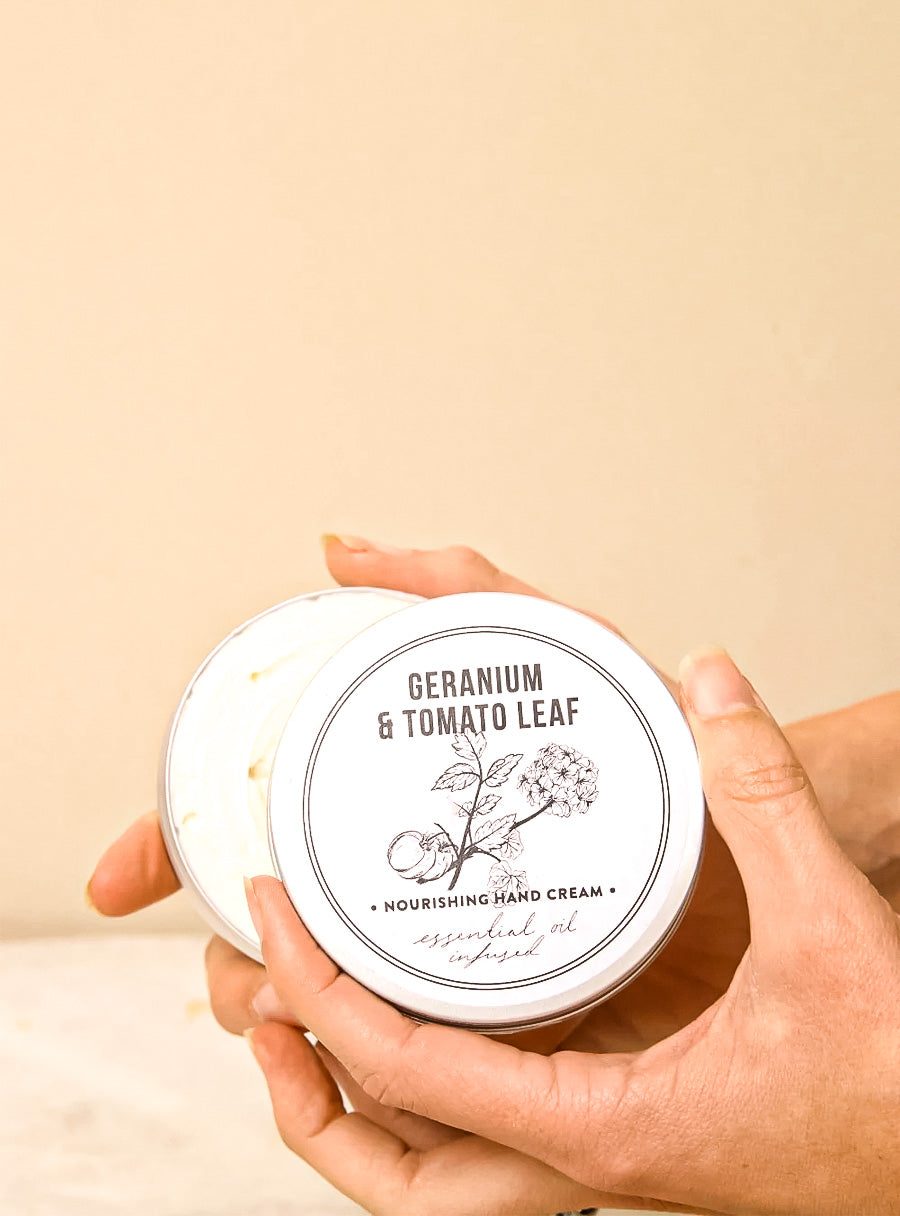 GERANIUM
& TOMATO LEAF
• NOURISHING HAND CREAM •
essential oil
infused